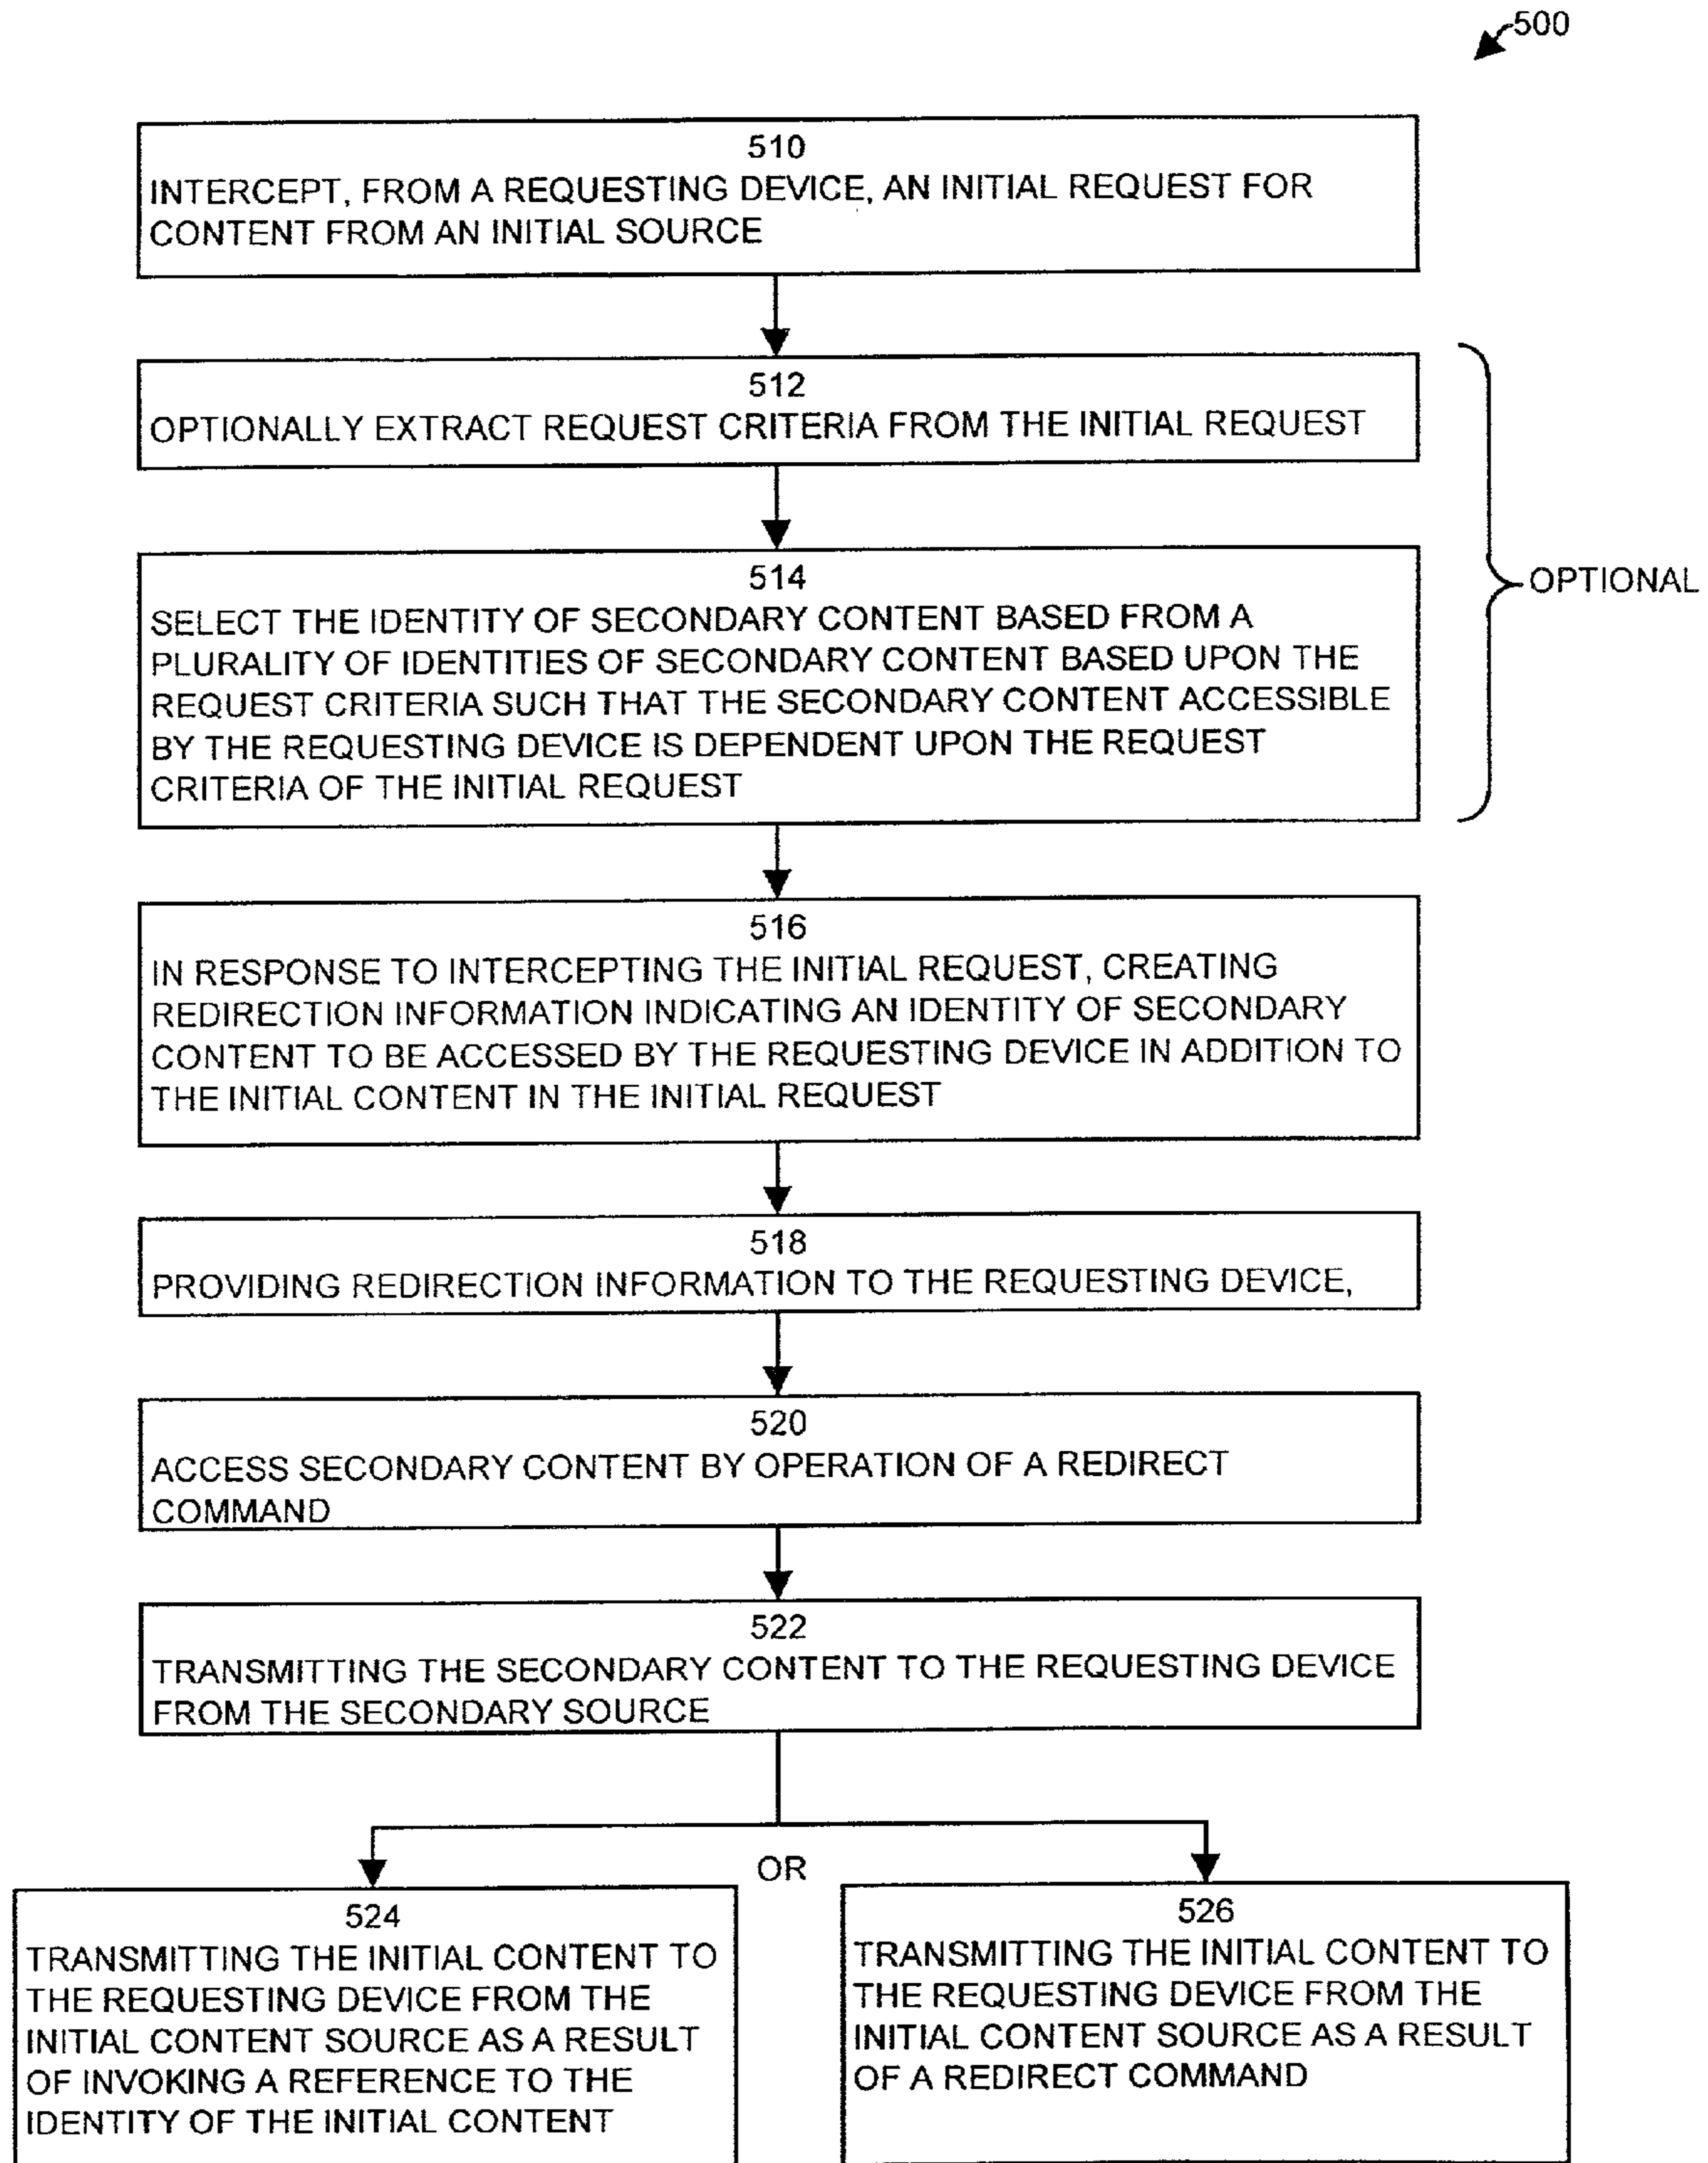 500
510
INTERCEPT, FROM A REQUESTING DEVICE, AN INITIAL REQUEST FOR
CONTENT FROM AN INITIAL SOURCE
512
OPTIONALLY EXTRACT REQUEST CRITERIA FROM THE INITIAL REQUEST
514
SELECT THE IDENTITY OF SECONDARY CONTENT BASED FROM A
PLURALITY OF IDENTITIES OF SECONDARY CONTENT BASED UPON THE
REQUEST CRITERIA SUCH THAT THE SECONDARY CONTENT ACCESSIBLE
BY THE REQUESTING DEVICE IS DEPENDENT UPON THE REQUEST
CRITERIA OF THE INITIAL REQUEST
OPTIONAL
516
IN RESPONSE TO INTERCEPTING THE INITIAL REQUEST, CREATING
REDIRECTION INFORMATION INDICATING AN IDENTITY OF SECONDARY
CONTENT TO BE ACCESSED BY THE REQUESTING DEVICE IN ADDITION TO
THE INITIAL CONTENT IN THE INITIAL REQUEST
518
PROVIDING REDIRECTION INFORMATION TO THE REQUESTING DEVICE,
520
ACCESS SECONDARY CONTENT BY OPERATION OF A REDIRECT
COMMAND
522
TRANSMITTING THE SECONDARY CONTENT TO THE REQUESTING DEVICE
FROM THE SECONDARY SOURCE
OR
524
TRANSMITTING THE INITIAL CONTENT TO
THE REQUESTING DEVICE FROM THE
INITIAL CONTENT SOURCE AS A RESULT
OF INVOKING A REFERENCE TO THE
IDENTITY OF THE INITIAL CONTENT
526
TRANSMITTING THE INITIAL CONTENT TO
THE REQUESTING DEVICE FROM THE
INITIAL CONTENT SOURCE AS A RESULT
OF A REDIRECT COMMAND